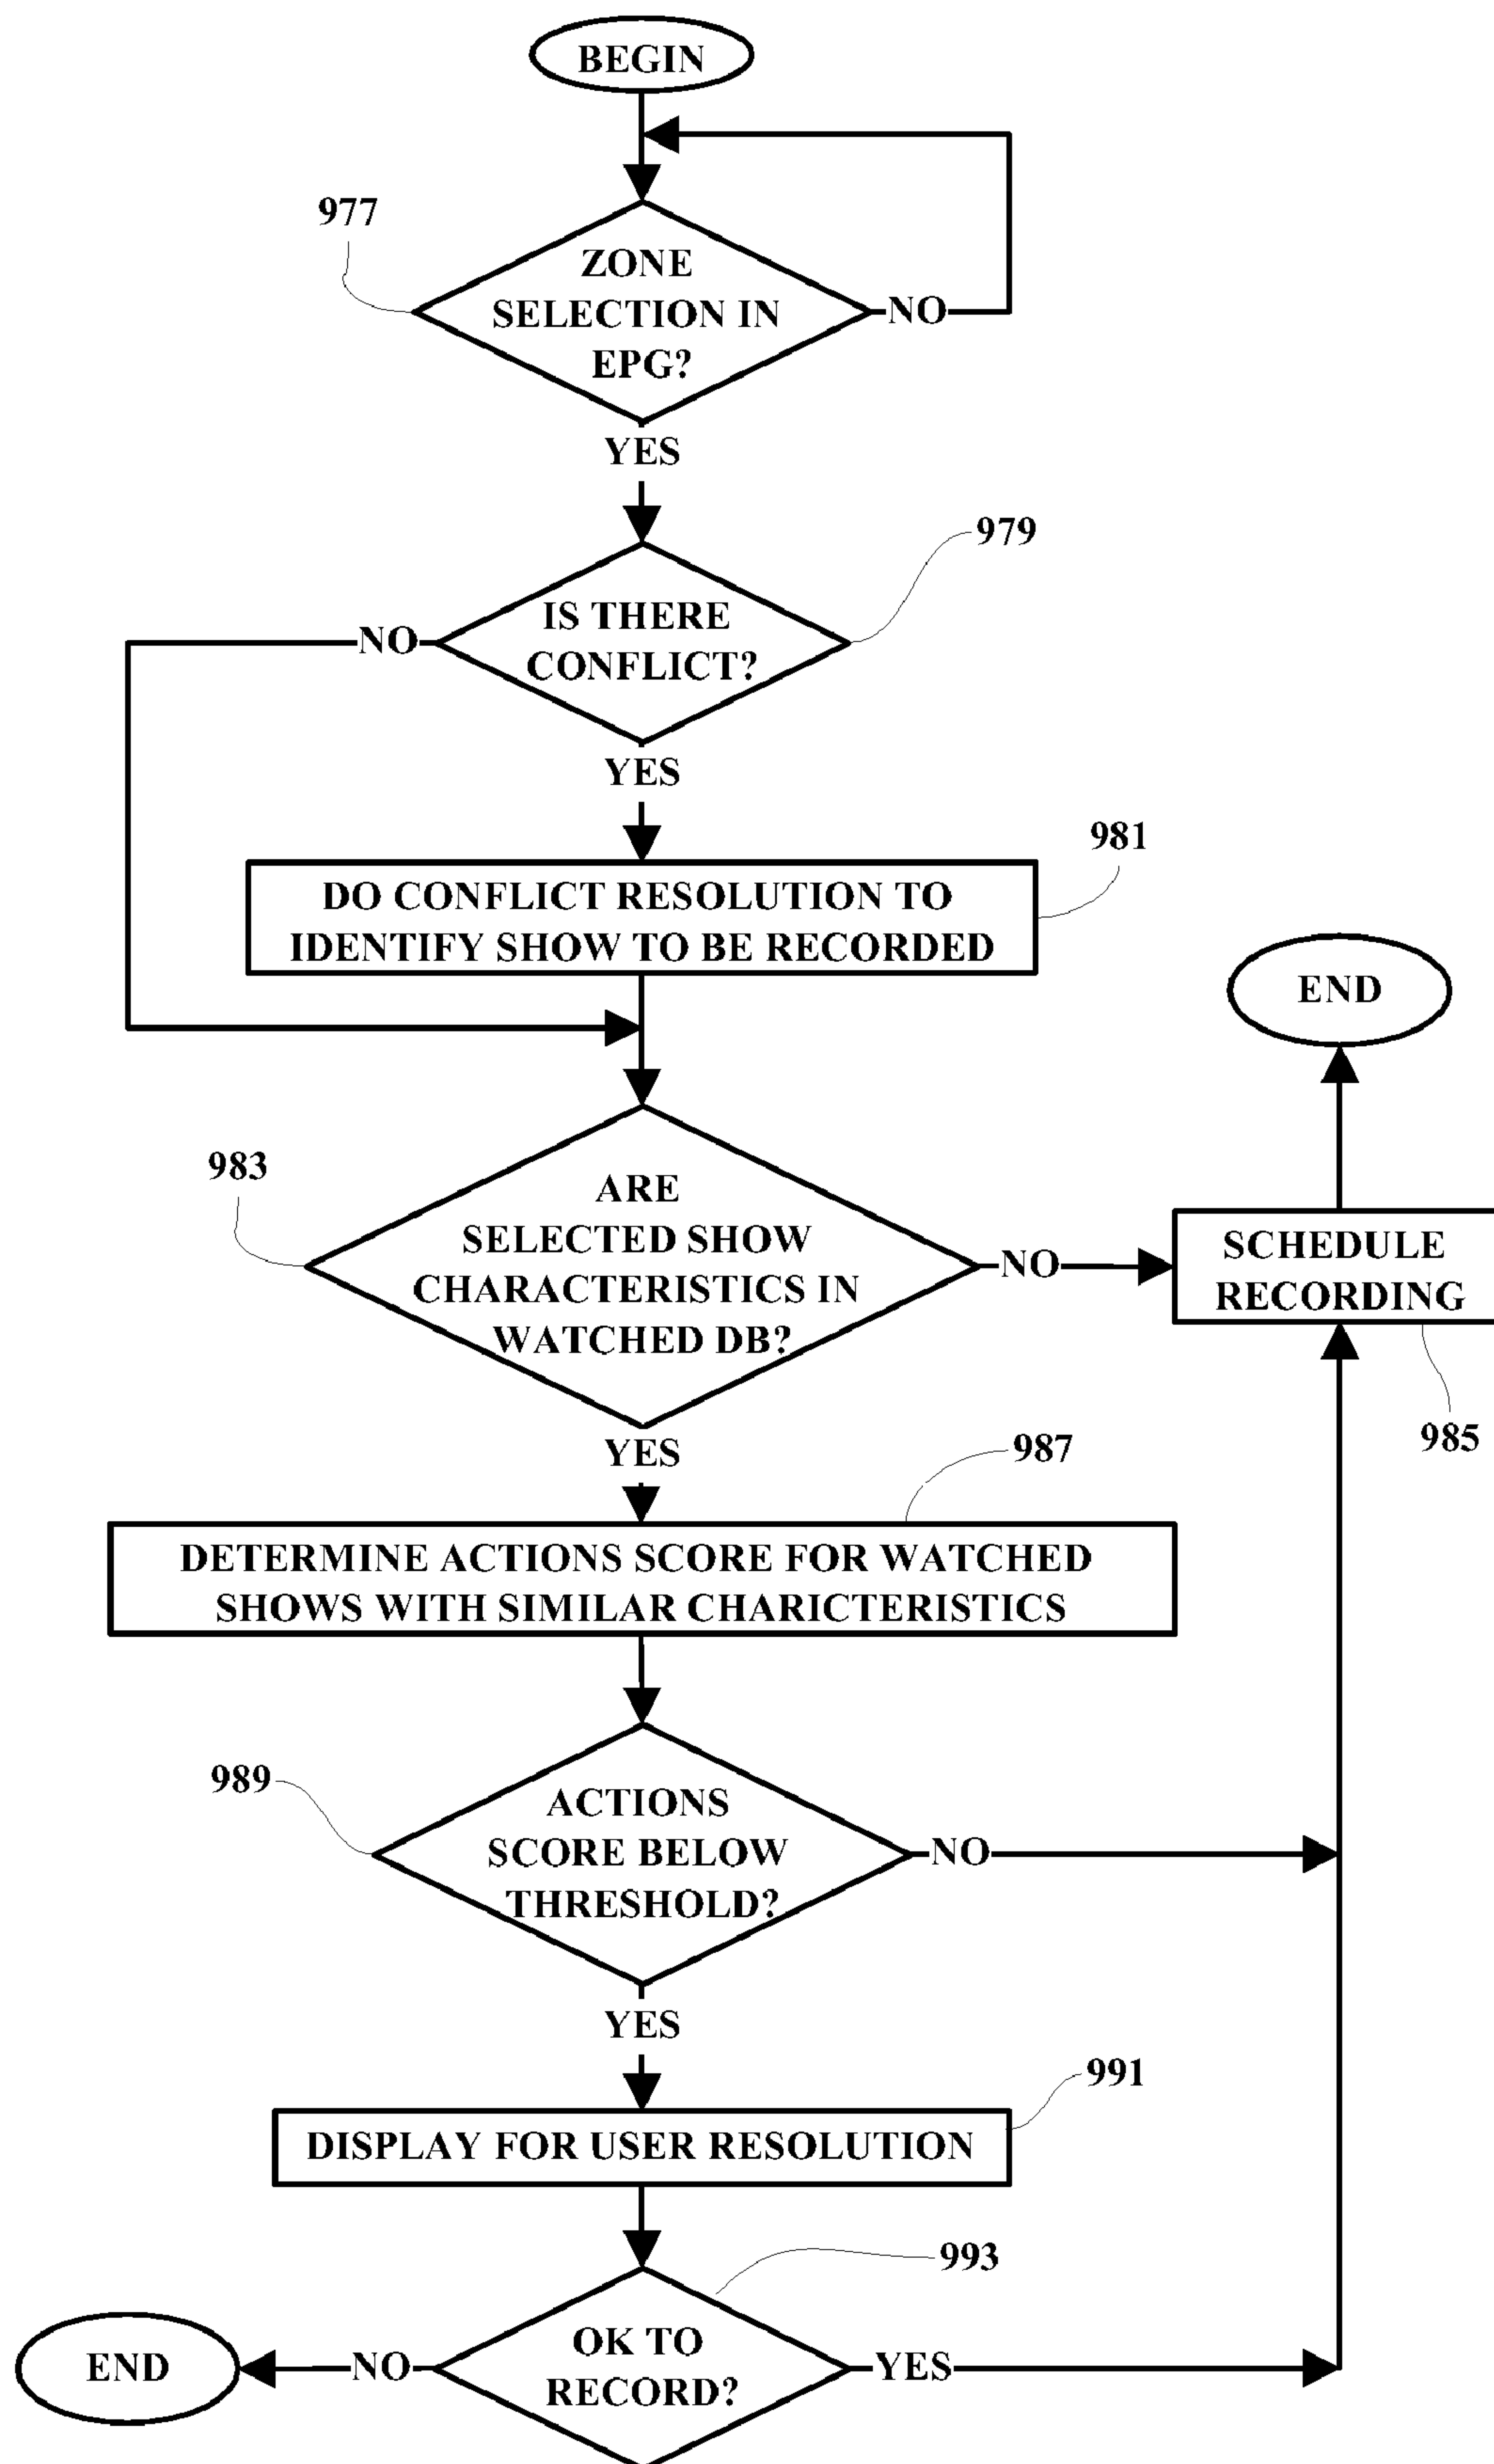 BEGIN
977
ZONE
SELECTION IN
EPG?
NO
YES
979
IS THERE
CONFLICT?
NO
YES
981
DO CONFLICT RESOLUTION TO
IDENTIFY SHOW TO BE RECORDED
END
983
ARE
SELECTED SHOW
CHARACTERISTICS IN
WATCHED DB?
NO
SCHEDULE
RECORDING
985
YES
987
DETERMINE ACTIONS SCORE FOR WATCHED
SHOWS WITH SIMILAR CHARICTERISTICS
989
ACTIONS
SCORE BELOW
THRESHOLD?
NO
YES
991
DISPLAY FOR USER RESOLUTION
993
OK TO
RECORD?
NO
END
YES